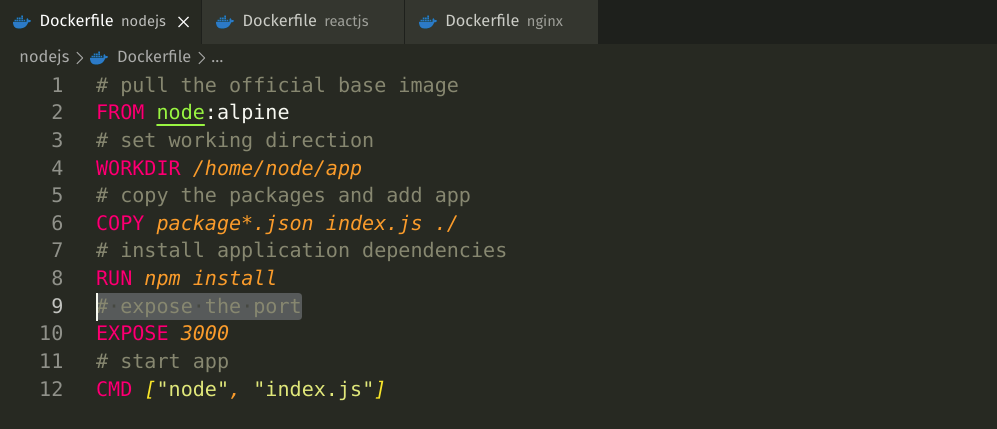 Dockerfile nodejs Dockerfile reactjs Dockerfile nginx
nodejs > Dockerfile > ...
1 # pull the official base image
2 FROM node:alpine
3 # set working direction
4 WORKDIR /home/node/app
5 # copy the packages and add app
6 COPY package*.json index.js ./
7 # install application dependencies
8 RUN npm install
9 # expose the port
10 EXPOSE 3000
11 # start app
12 CMD ["node", "index.js"]